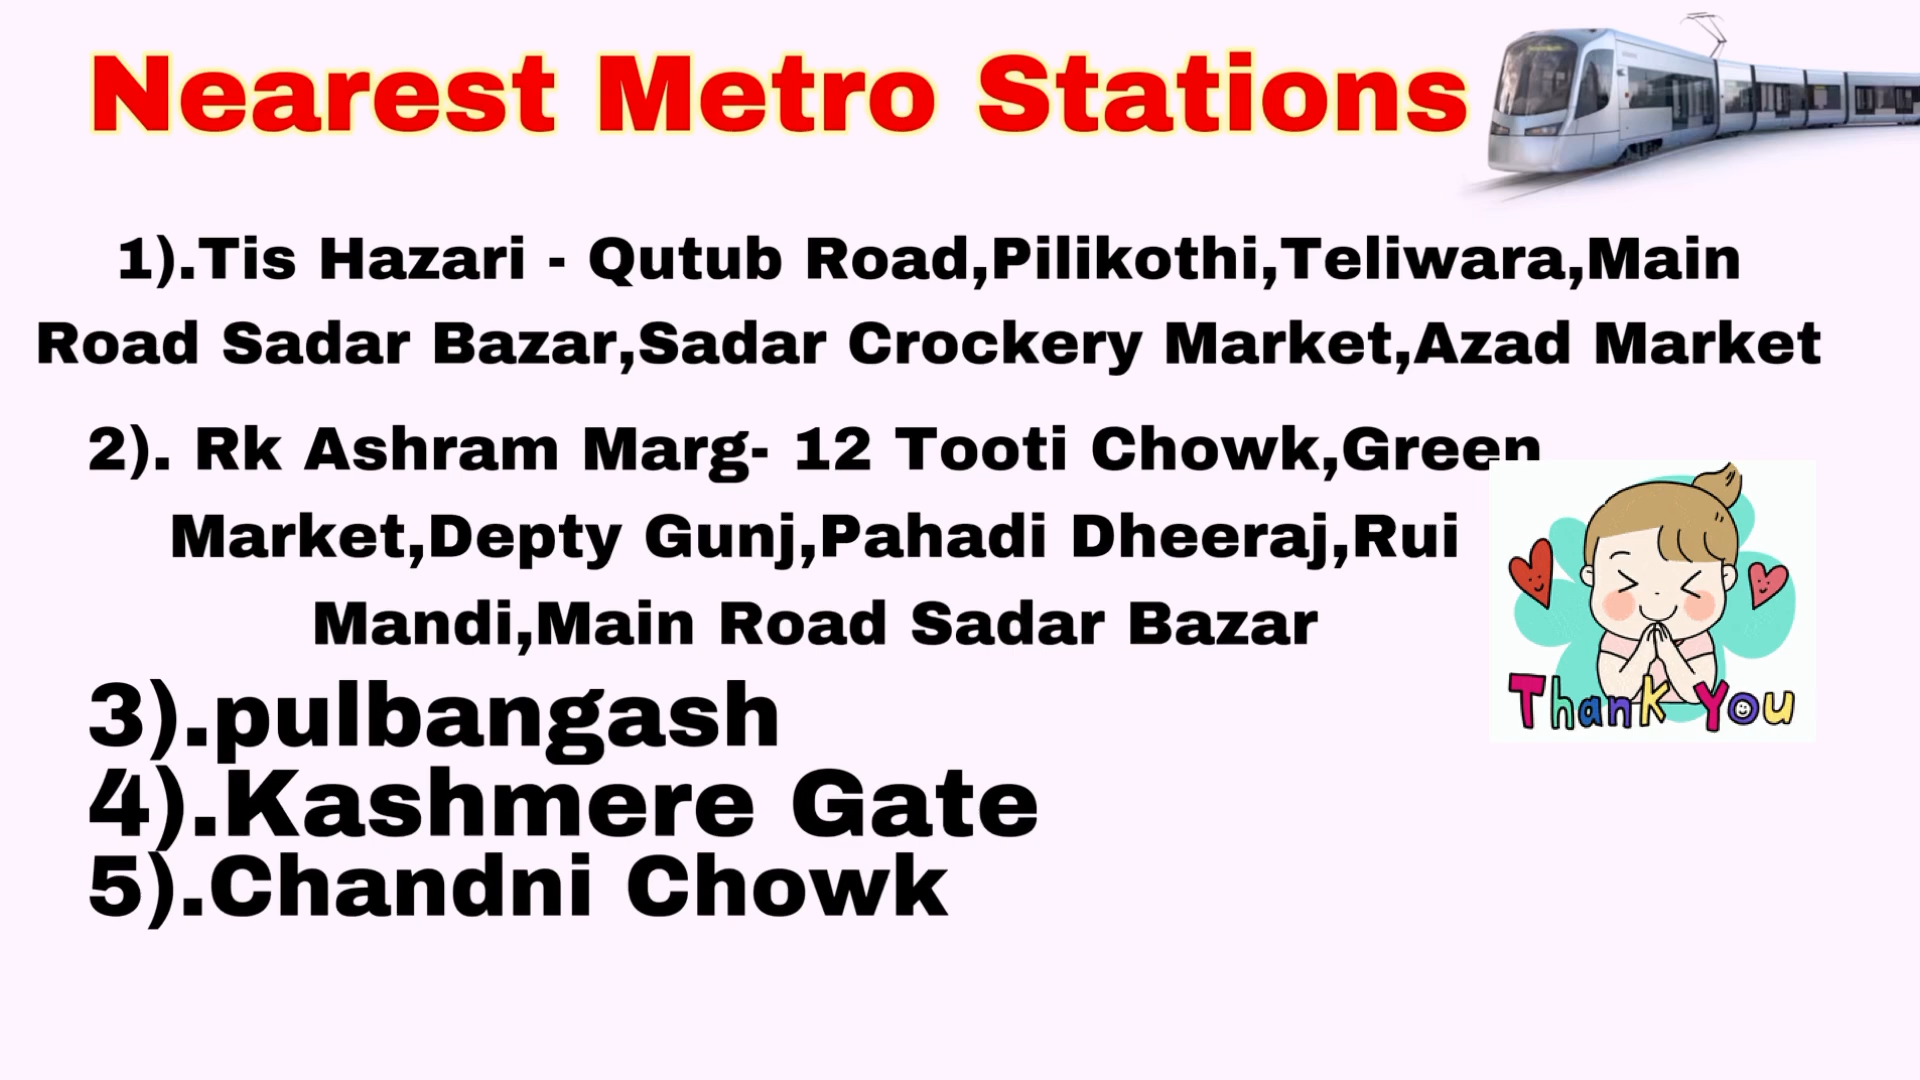 Nearest Metro Stations
1).Tis Hazari - Qutub Road,Pilikothi,Teliwara,Main
Road Sadar Bazar,Sadar Crockery Market,Azad Market
2). Rk Ashram Marg- 12 Tooti Chowk,Green
Market,Depty Gunj,Pahadi Dheeraj,Rui
Mandi,Main Road Sadar Bazar
3).pulbangash
4).Kashmere Gate
5).Chandni Chowk
Thank You